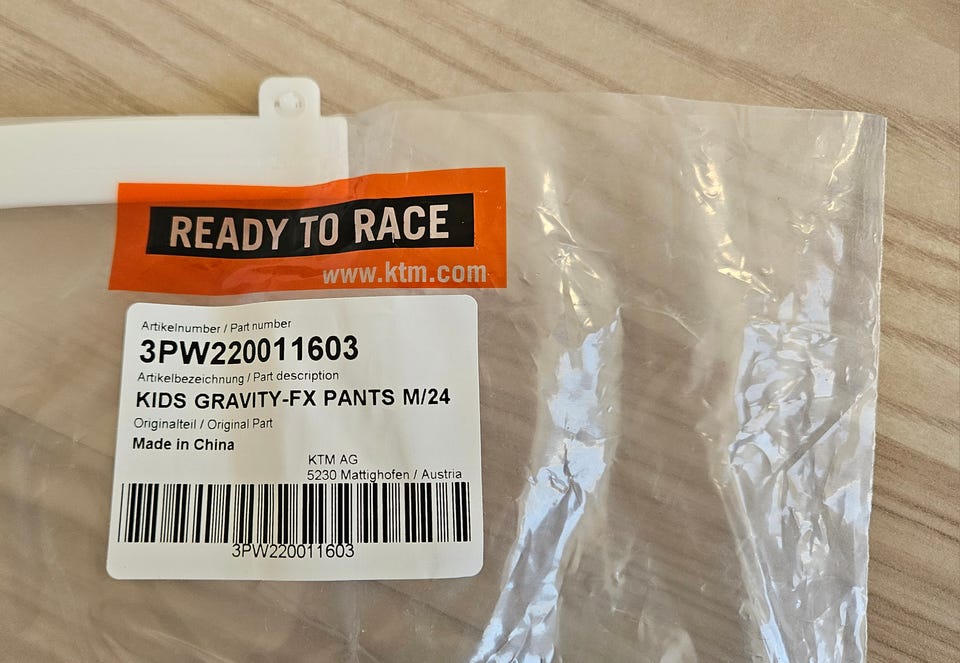 READY TO RACE
www.ktm.com
Artikelnumber / Part number
3PW220011603
Artikelbezeichnung / Part description
KIDS GRAVITY-FX PANTS M/24
Originalteil / Original Part
Made in China
KTM AG
5230 Mattighofen / Austria
3PW220011603